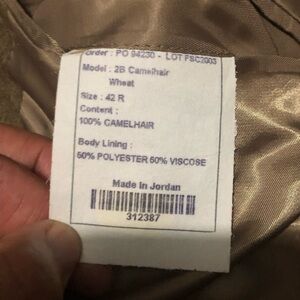 Order : PO 94230 - LOT FSC2003
Model : 2B Camelhair
Wheat
Size : 42 R
Content :
100% CAMELHAIR
Body Lining :
50% POLYESTER 50% VISCOSE
Made in Jordan
312387